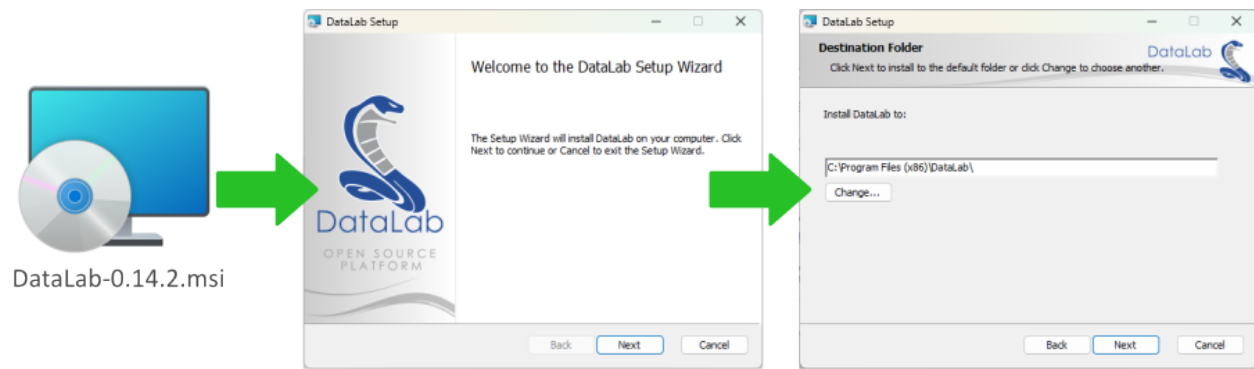 DataLab-0.14.2.msi
DataLab Setup
Welcome to the DataLab Setup Wizard
The Setup Wizard will install DataLab on your computer. Click
Next to continue or Cancel to exit the Setup Wizard.
DataLab
OPEN SOURCE
PLATFORM
Back Next Cancel
DataLab Setup
Destination Folder
DataLab
Click Next to install to the default folder or click Change to choose another.
Install DataLab to:
C:\Program Files (x86)\DataLab\
Change...
Back Next Cancel